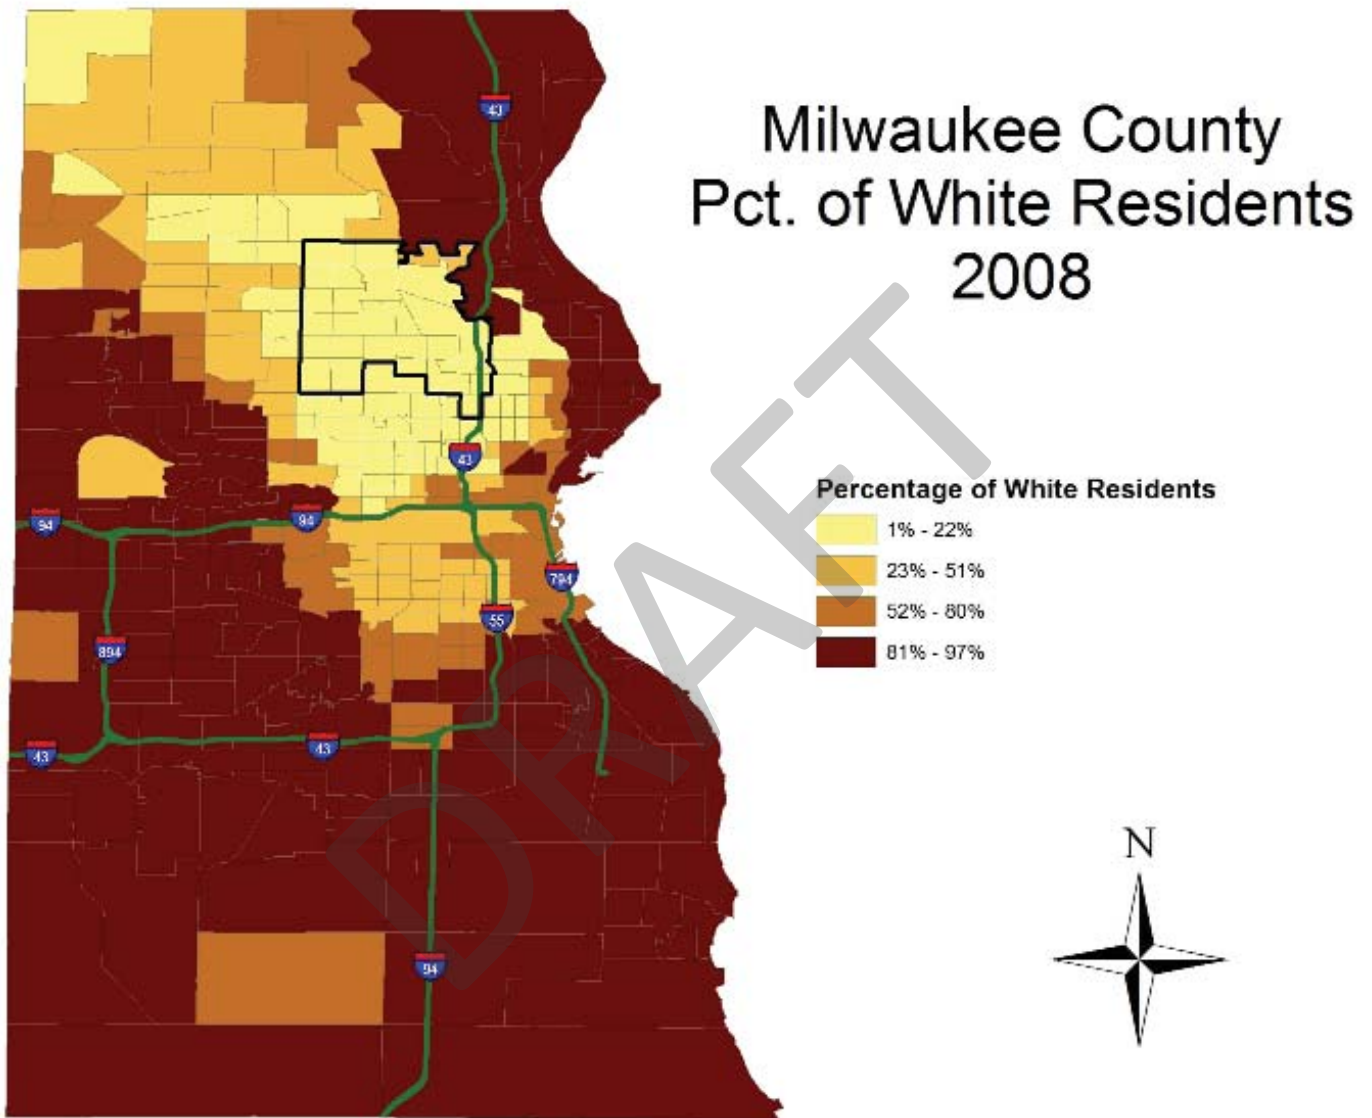 Milwaukee County
Pct. of White Residents
2008
43
43
94
94
794
55
894
43
43
94
Percentage of White Residents
1% - 22%
23% - 51%
52% - 80%
81% - 97%
N
DRAFT